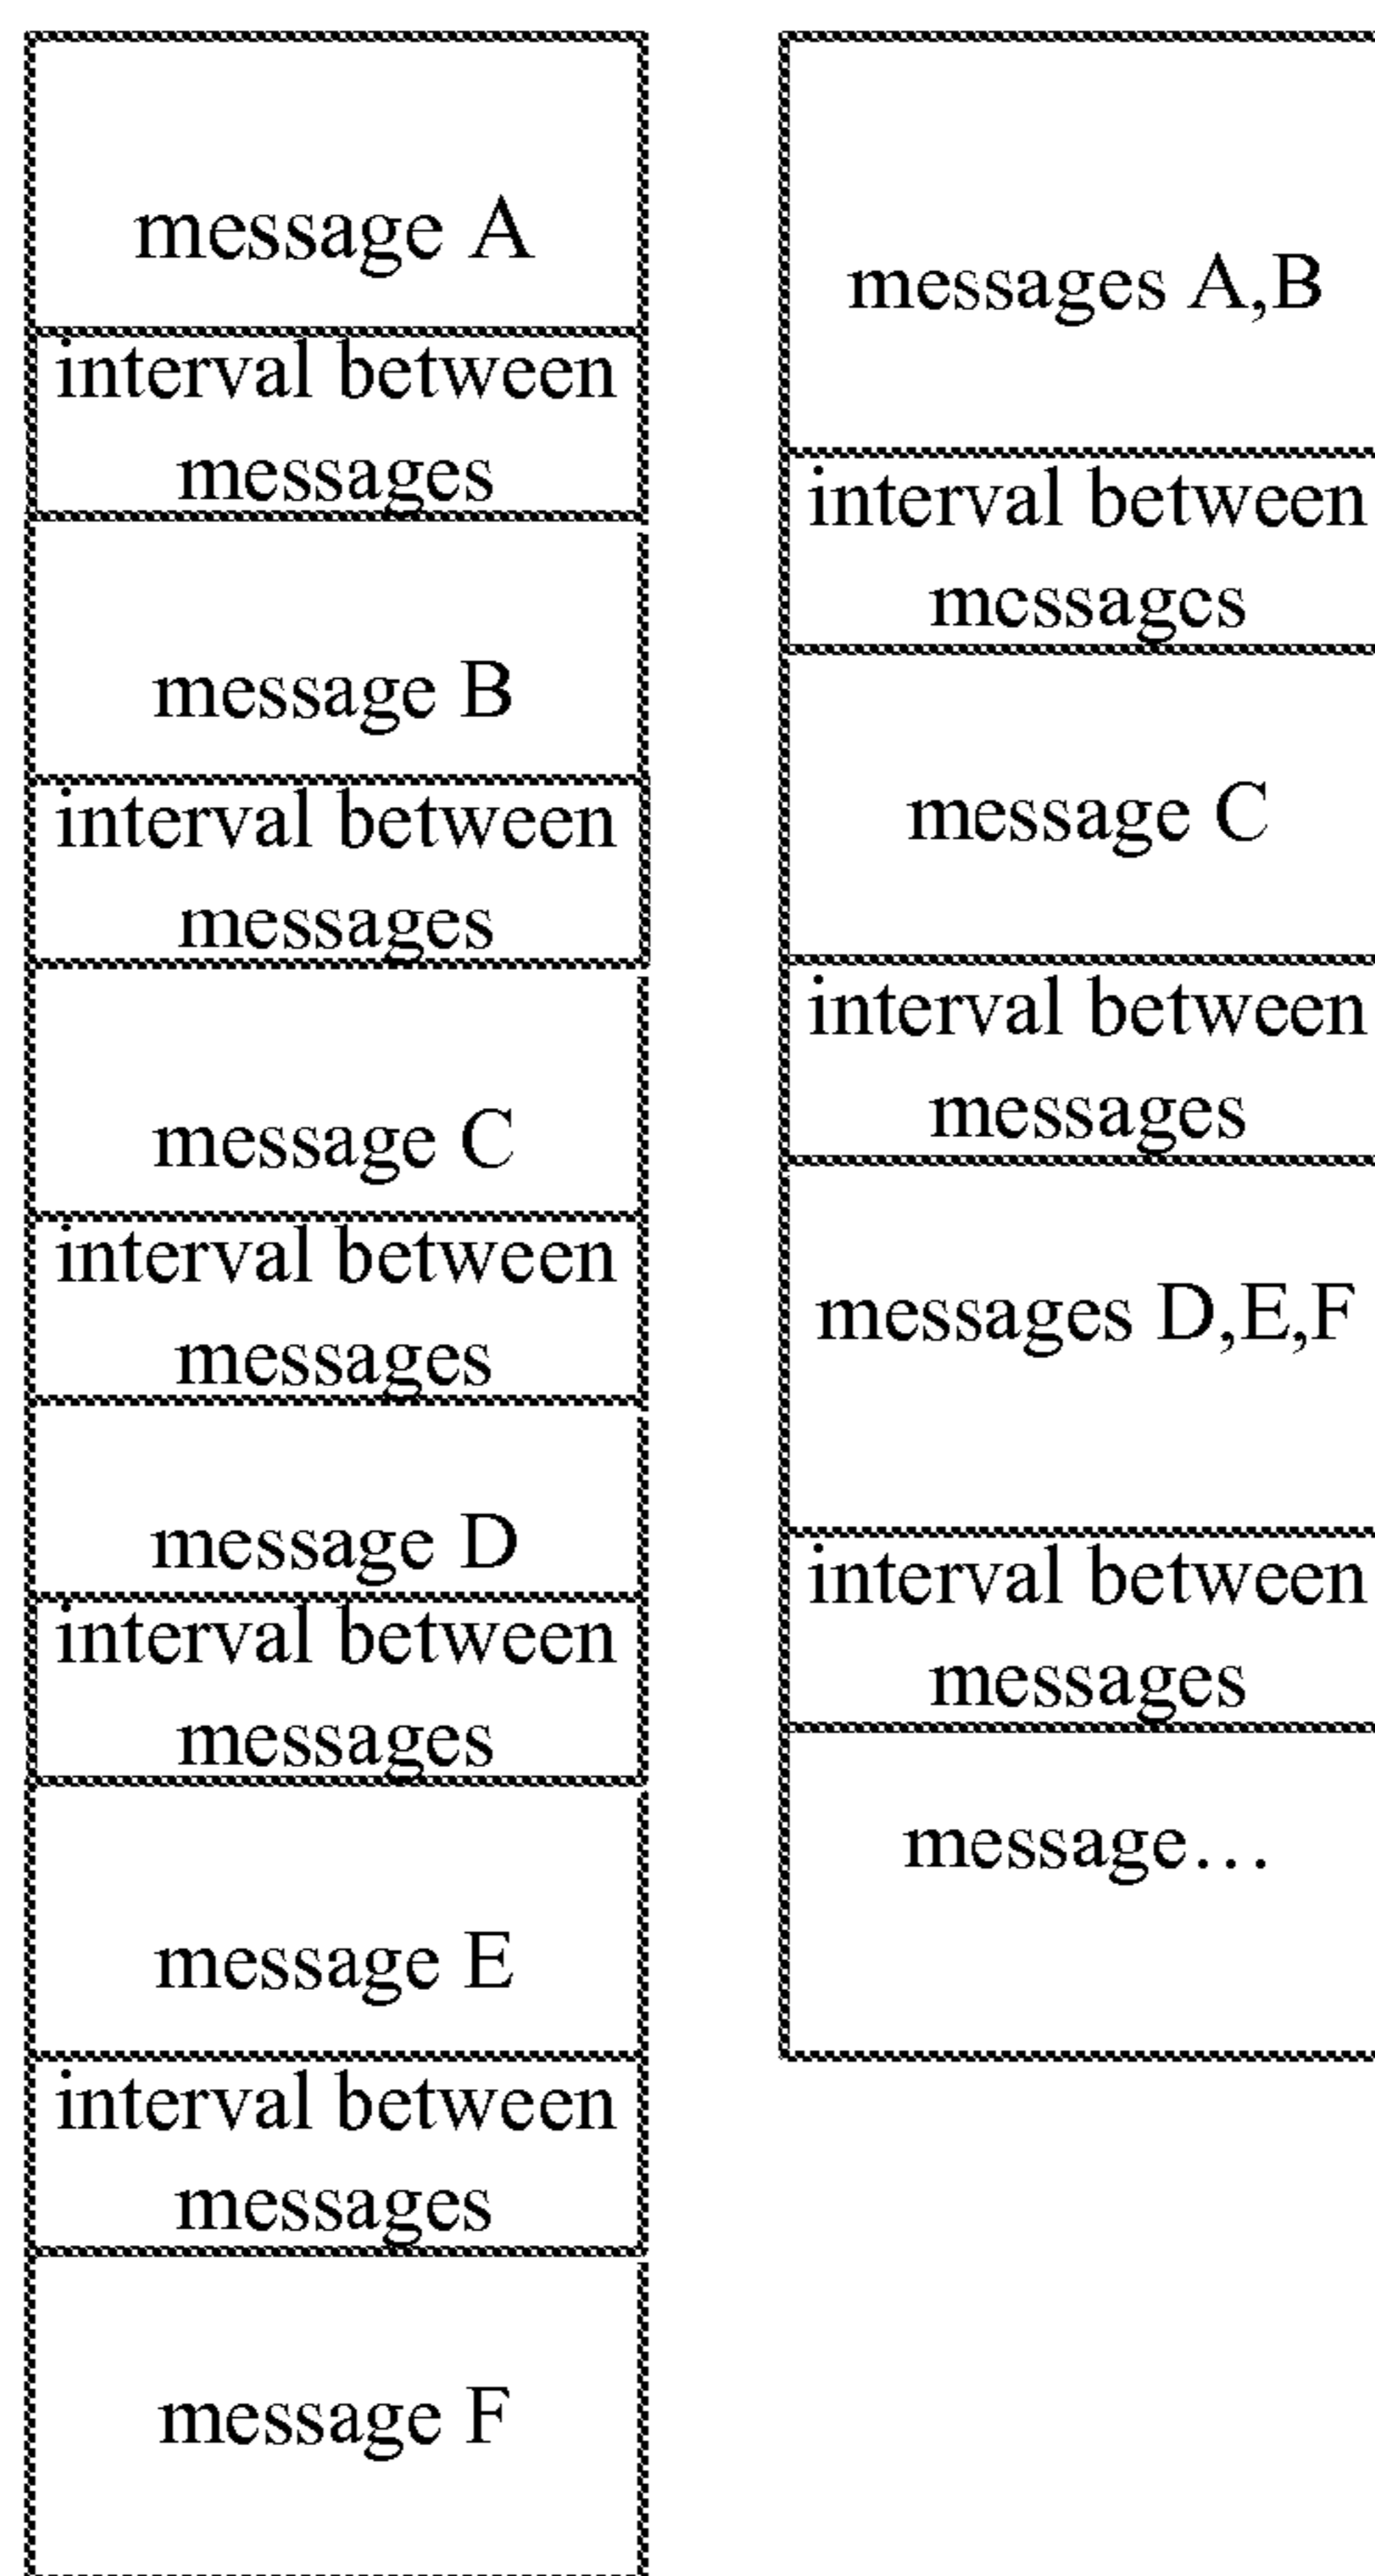 message A
interval between
messages
message B
interval between
messages
message C
interval between
messages
message D
interval between
messages
message E
interval between
messages
message F
messages A,B
interval between
messages
message C
interval between
messages
messages D,E,F
interval between
messages
message…